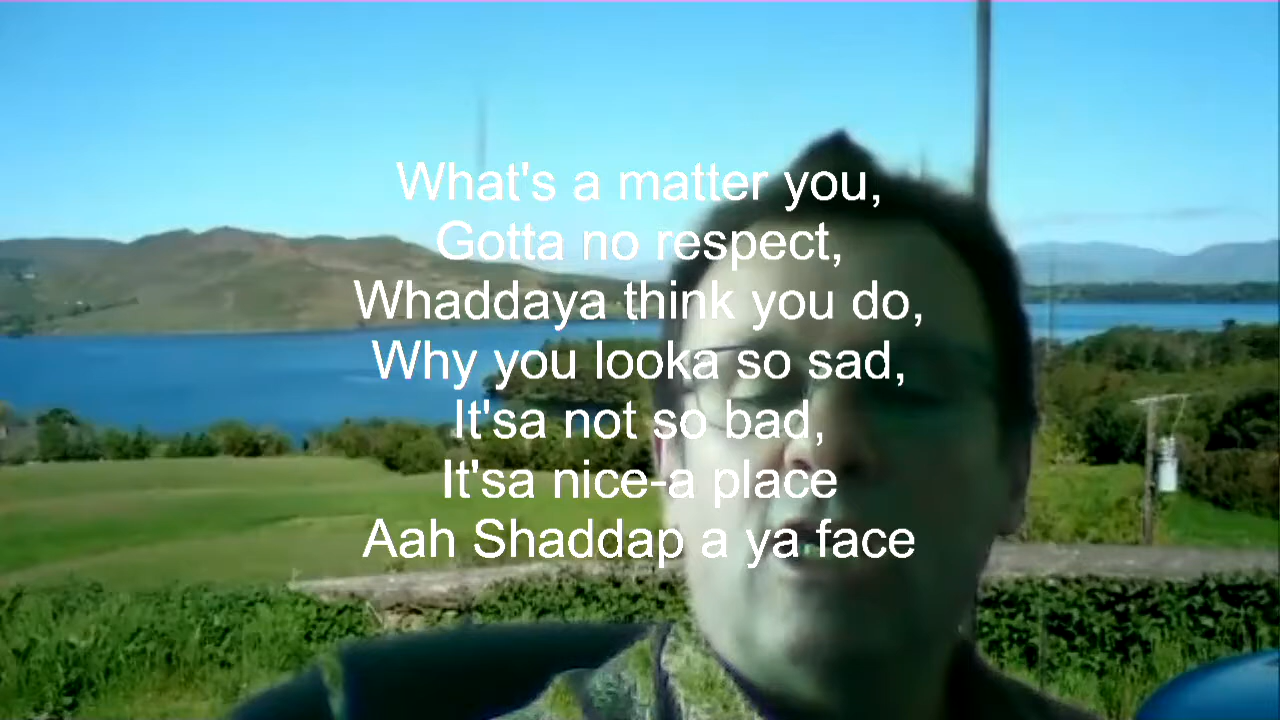 What's a matter you,
Gotta no respect,
Whaddaya think you do,
Why you looka so sad,
It'sa not so bad,
It'sa nice-a place
Aah Shaddap a ya face